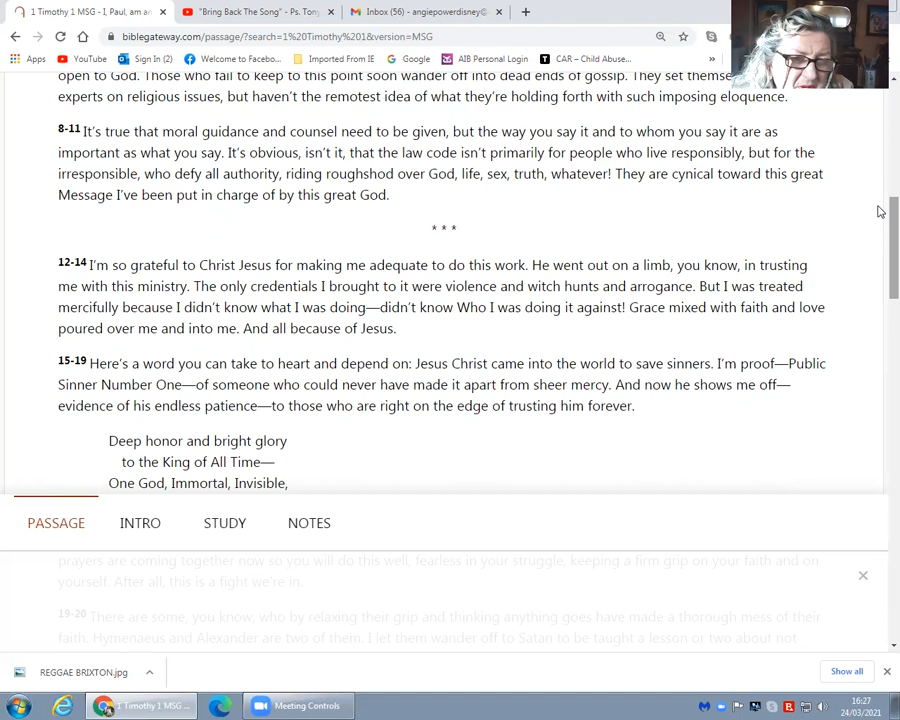 1 Timothy 1 MSG - I, Paul, am an
"Bring Back The Song" - Ps. Tony
Inbox (56) - angiepowerdisney@
biblegateway.com/passage/?search=1%20Timothy%201&version=MSG
Apps YouTube Sign In (2) Welcome to Facebo... Imported From IE Google AIB Personal Login CAR – Child Abuse... »
open to God. Those who fail to keep to this point soon wander off into dead ends of gossip. They set themse
experts on religious issues, but haven't the remotest idea of what they're holding forth with such imposing eloquence.
8-11 It's true that moral guidance and counsel need to be given, but the way you say it and to whom you say it are as
important as what you say. It's obvious, isn't it, that the law code isn't primarily for people who live responsibly, but for the
irresponsible, who defy all authority, riding roughshod over God, life, sex, truth, whatever! They are cynical toward this great
Message I've been put in charge of by this great God.
* * *
12-14 I'm so grateful to Christ Jesus for making me adequate to do this work. He went out on a limb, you know, in trusting
me with this ministry. The only credentials I brought to it were violence and witch hunts and arrogance. But I was treated
mercifully because I didn't know what I was doing—didn't know Who I was doing it against! Grace mixed with faith and love
poured over me and into me. And all because of Jesus.
15-19 Here's a word you can take to heart and depend on: Jesus Christ came into the world to save sinners. I'm proof—Public
Sinner Number One—of someone who could never have made it apart from sheer mercy. And now he shows me off—
evidence of his endless patience—to those who are right on the edge of trusting him forever.
Deep honor and bright glory
to the King of All Time—
One God, Immortal, Invisible,
PASSAGE INTRO STUDY NOTES
prayers are coming together now so you will do this well, fearless in your struggle, keeping a firm grip on your faith and on
yourself. After all, this is a fight we're in.
19-20 There are some, you know, who by relaxing their grip and thinking anything goes have made a thorough mess of their
faith. Hymenaeus and Alexander are two of them. I let them wander off to Satan to be taught a lesson or two about not
REGGAE BRIXTON.jpg
Show all
1 Timothy 1 MSG ...
Meeting Controls
16:27
24/03/2021